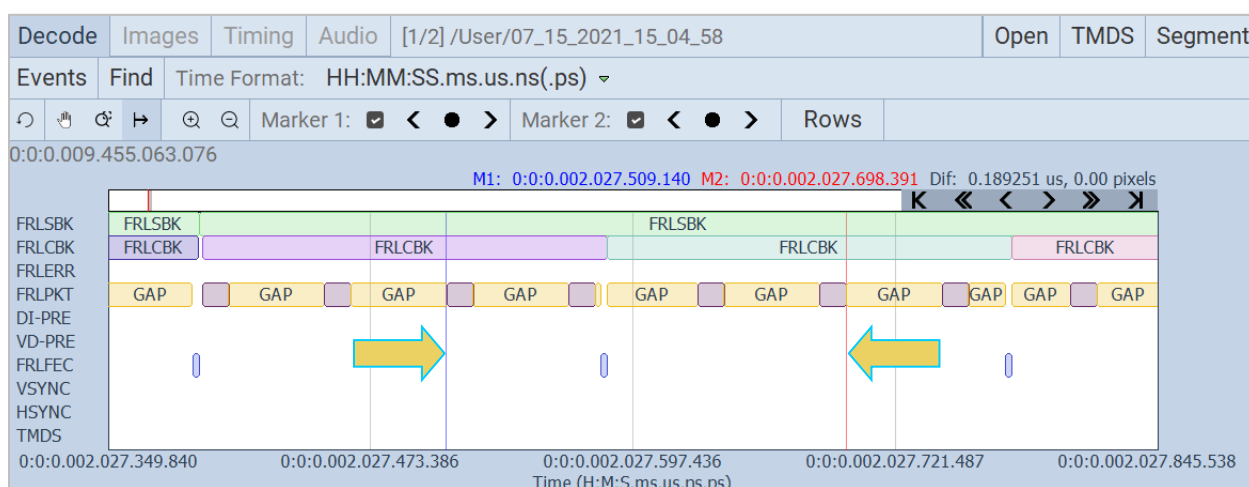 Decode Images Timing Audio [1/2] /User/07_15_2021_15_04_58 Open TMDS Segment
Events Find Time Format: HH:MM:SS.ms.us.ns(.ps)
Marker 1: Marker 2: Rows
0:0:0.009.455.063.076
M1: 0:0:0.002.027.509.140 M2: 0:0:0.002.027.698.391 Dif: 0.189251 us, 0.00 pixels
FRLSBK FRLSBK FRLSBK
FRLCBK FRLCBK FRLCBK FRLCBK FRLCBK
FRLERR
FRLPKT GAP GAP GAP GAP GAP GAP GAP GAP GAP GAP
DI-PRE
VD-PRE
FRLFEC
VSYNC
HSYNC
TMDS
0:0:0.002.027.349.840 0:0:0.002.027.473.386 0:0:0.002.027.597.436 0:0:0.002.027.721.487 0:0:0.002.027.845.538
Time (H:M:S.ms.us.ns.ps)